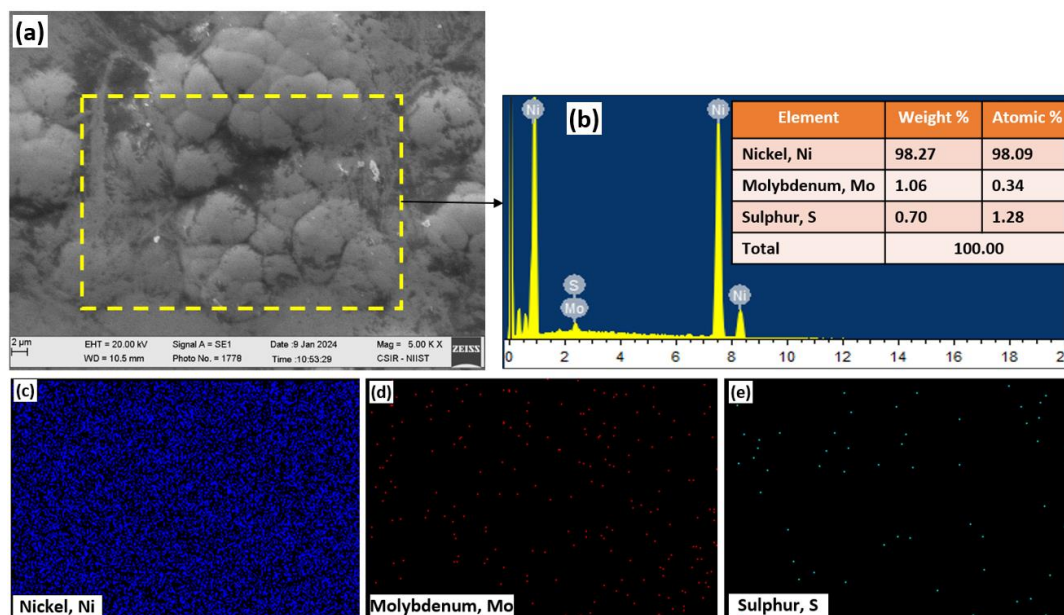 (a)
2 µm
EHT = 20.00 kV Signal A = SE1 Date :9 Jan 2024 Mag = 5.00 K X
WD = 10.5 mm Photo No. = 1778 Time :10:53:29 CSIR - NIIST
ZEISS
(b)
Ni
Ni
Ni
S
Mo
0 2 4 6 8 10 12 14 16 18 2
Element Weight % Atomic %
Nickel, Ni 98.27 98.09
Molybdenum, Mo 1.06 0.34
Sulphur, S 0.70 1.28
Total 100.00
(c)
Nickel, Ni
(d)
Molybdenum, Mo
(e)
Sulphur, S